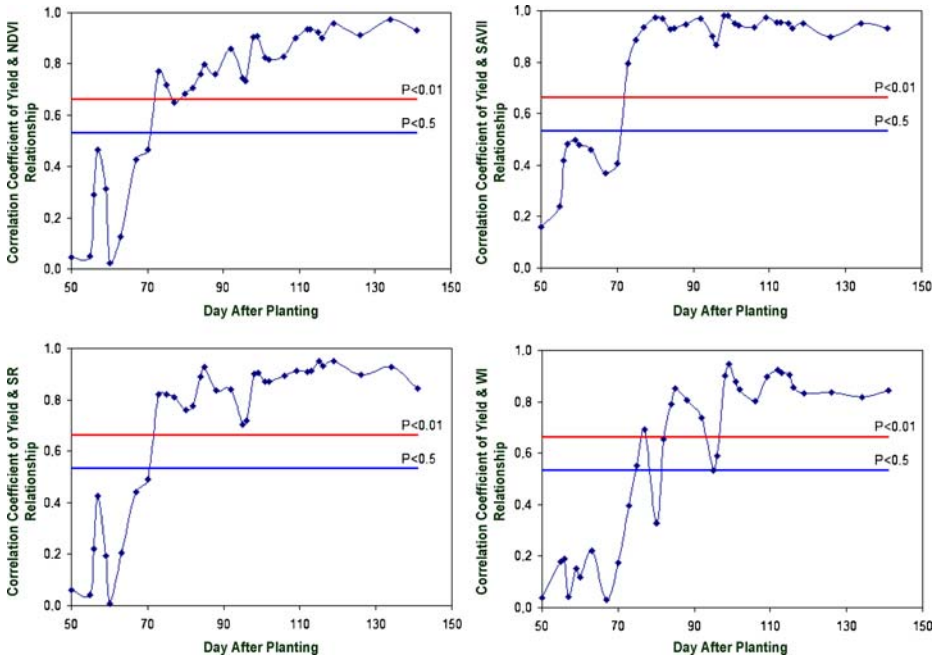 Correlation Coefficient of Yield & NDVI
Relationship
1,0
0,8
0,6
0,4
0,2
0,0
P<0.01
P<0.5
50 70 90 110 130 150
Day After Planting
Correlation Coefficient of Yield & SAVII
Relationship
1,0
0,8
0,6
0,4
0,2
0,0
P<0.01
P<0.5
50 70 90 110 130 150
Day After Planting
Correlation Coefficient of Yield & SR
Relationship
1,0
0,8
0,6
0,4
0,2
0,0
P<0.01
P<0.5
50 70 90 110 130 150
Day After Planting
Correlation Coefficient of Yield & WI
Relationship
1,0
0,8
0,6
0,4
0,2
0,0
P<0.01
P<0.5
50 70 90 110 130 150
Day After Planting